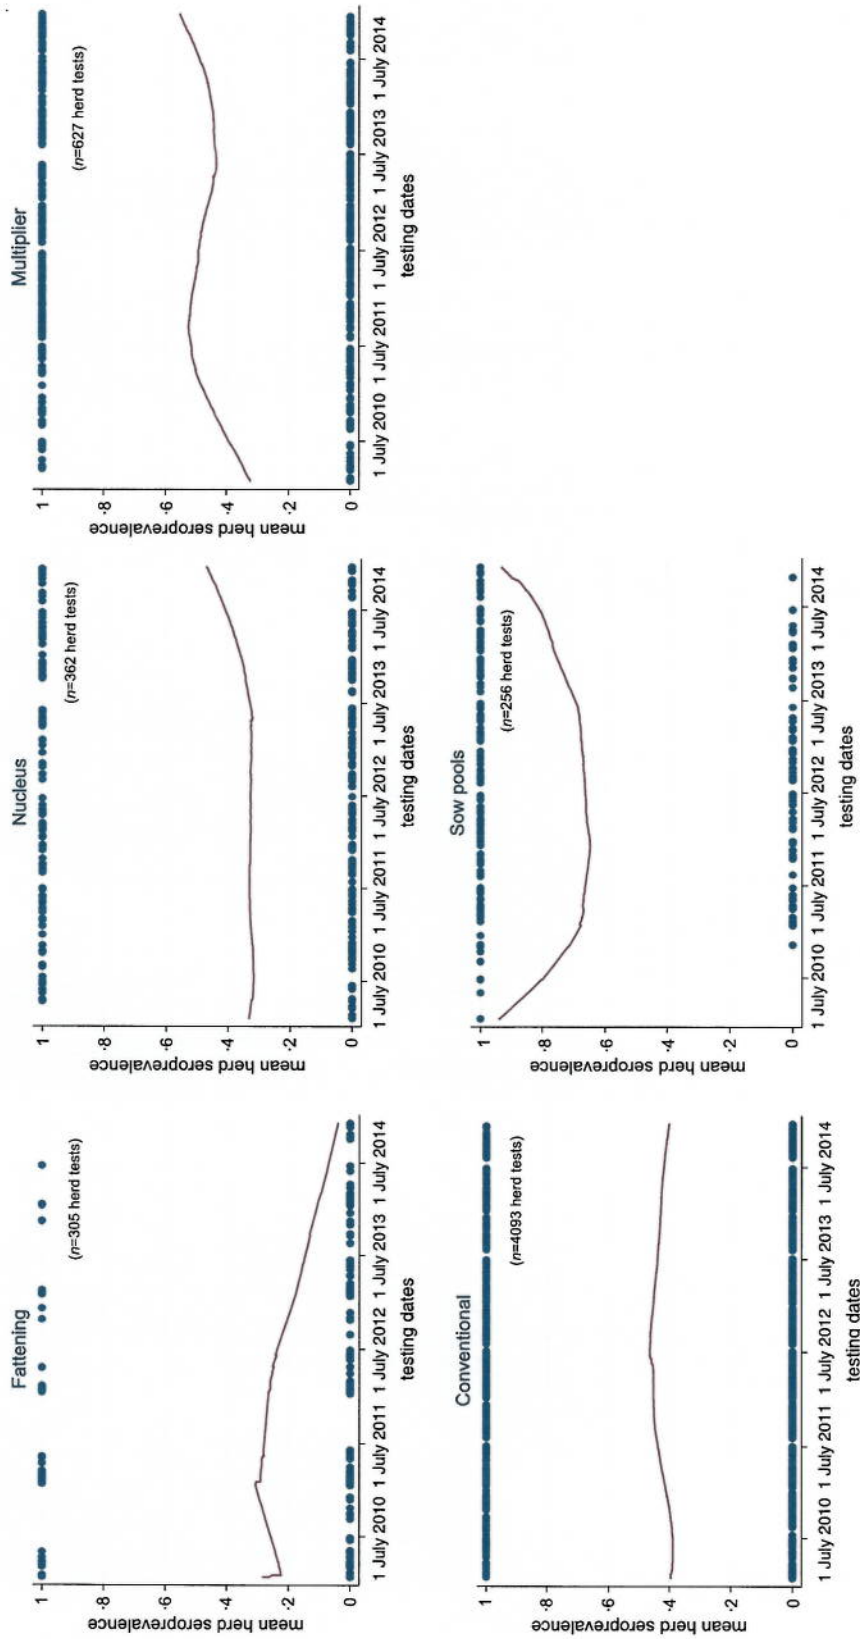 Fattening
(n=305 herd tests)
mean herd seroprevalence
1
·8
·6
·4
·2
0
1 July 2010 1 July 2011 1 July 2012 1 July 2013 1 July 2014
testing dates
Nucleus
(n=362 herd tests)
mean herd seroprevalence
1
·8
·6
·4
·2
0
1 July 2010 1 July 2011 1 July 2012 1 July 2013 1 July 2014
testing dates
Multiplier
(n=627 herd tests)
mean herd seroprevalence
1
·8
·6
·4
·2
0
1 July 2010 1 July 2011 1 July 2012 1 July 2013 1 July 2014
testing dates
Conventional
(n=4093 herd tests)
mean herd seroprevalence
1
·8
·6
·4
·2
0
1 July 2010 1 July 2011 1 July 2012 1 July 2013 1 July 2014
testing dates
Sow pools
(n=256 herd tests)
mean herd seroprevalence
1
·8
·6
·4
·2
0
1 July 2010 1 July 2011 1 July 2012 1 July 2013 1 July 2014
testing dates